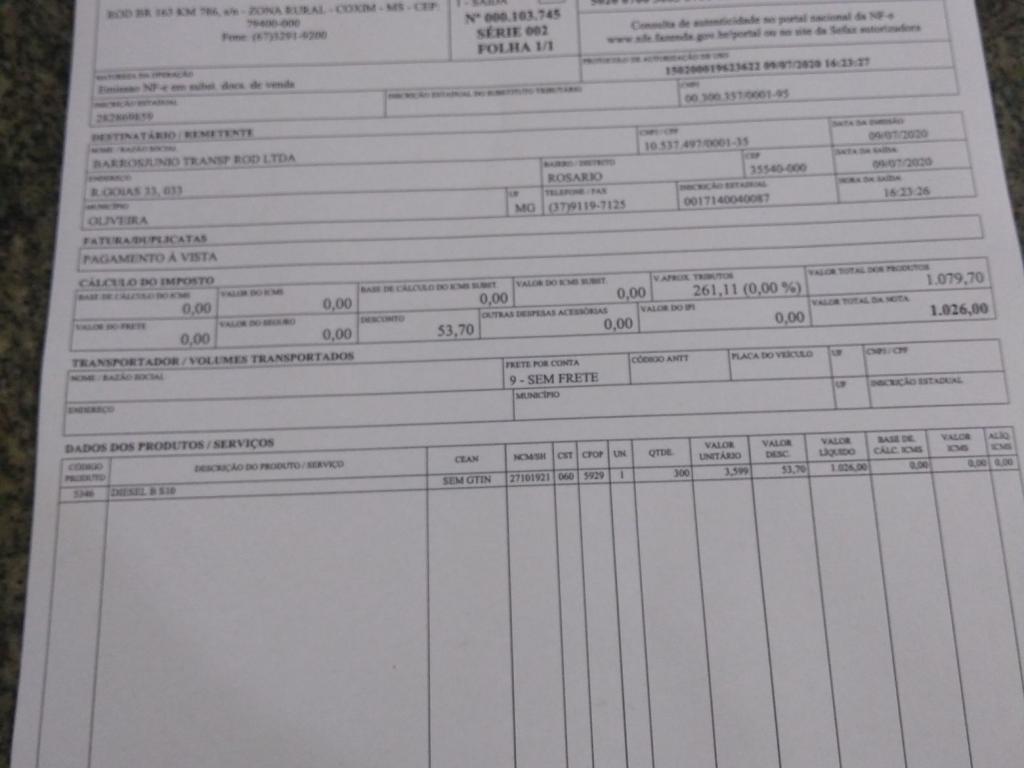 ROD BR 163 KM 786, s/n - ZONA RURAL - COXIM - MS - CEP:
79400-000
Fone: (67)3291-9200
1 - SAÍDA
Nº 000.103.745
SÉRIE 002
FOLHA 1/1
Consulta de autenticidade no portal nacional da NF-e
www.nfe.fazenda.gov.br/portal ou no site da Sefaz autorizadora
NATUREZA DA OPERAÇÃO
Emissao NF-e em subst. docs. de venda
PROTOCOLO DE AUTORIZAÇÃO DE USO
150200019623622 09/07/2020 16:23:27
INSCRIÇÃO ESTADUAL
282860859
INSCRIÇÃO ESTADUAL DO SUBSTITUTO TRIBUTÁRIO
CNPJ
00.300.357/0001-95
DESTINATÁRIO / REMETENTE
NOME / RAZÃO SOCIAL
BARROSJUNIO TRANSP ROD LTDA
CNPJ / CPF
10.537.497/0001-35
DATA DA EMISSÃO
09/07/2020
ENDEREÇO
R.GOIAS 33, 033
BAIRRO / DISTRITO
ROSARIO
CEP
35540-000
DATA DA SAÍDA
09/07/2020
MUNICÍPIO
OLIVEIRA
UF
MG
TELEFONE / FAX
(37)9119-7125
INSCRIÇÃO ESTADUAL
0017140040087
HORA DA SAÍDA
16:23:26
FATURA/DUPLICATAS
PAGAMENTO À VISTA
CÁLCULO DO IMPOSTO
BASE DE CÁLCULO DO ICMS
0,00
VALOR DO ICMS
0,00
BASE DE CÁLCULO DO ICMS SUBST.
0,00
VALOR DO ICMS SUBST.
0,00
V.APROX. TRIBUTOS
261,11 (0,00 %)
VALOR TOTAL DOS PRODUTOS
1.079,70
VALOR DO FRETE
0,00
VALOR DO SEGURO
0,00
DESCONTO
53,70
OUTRAS DESPESAS ACESSÓRIAS
0,00
VALOR DO IPI
0,00
VALOR TOTAL DA NOTA
1.026,00
TRANSPORTADOR / VOLUMES TRANSPORTADOS
NOME / RAZÃO SOCIAL
FRETE POR CONTA
9 - SEM FRETE
CÓDIGO ANTT
PLACA DO VEÍCULO
UF
CNPJ / CPF
ENDEREÇO
MUNICÍPIO
UF
INSCRIÇÃO ESTADUAL
DADOS DOS PRODUTOS / SERVIÇOS
CÓDIGO PRODUTO DESCRIÇÃO DO PRODUTO / SERVIÇO CEAN NCM/SH CST CFOP UN QTDE. VALOR UNITÁRIO VALOR DESC. VALOR LÍQUIDO BASE DE CÁLC. ICMS VALOR ICMS ALÍQ. ICMS
5346 DIESEL B S10 SEM GTIN 27101921 060 5929 1 300 3,599 53,70 1.026,00 0,00 0,00 0,00